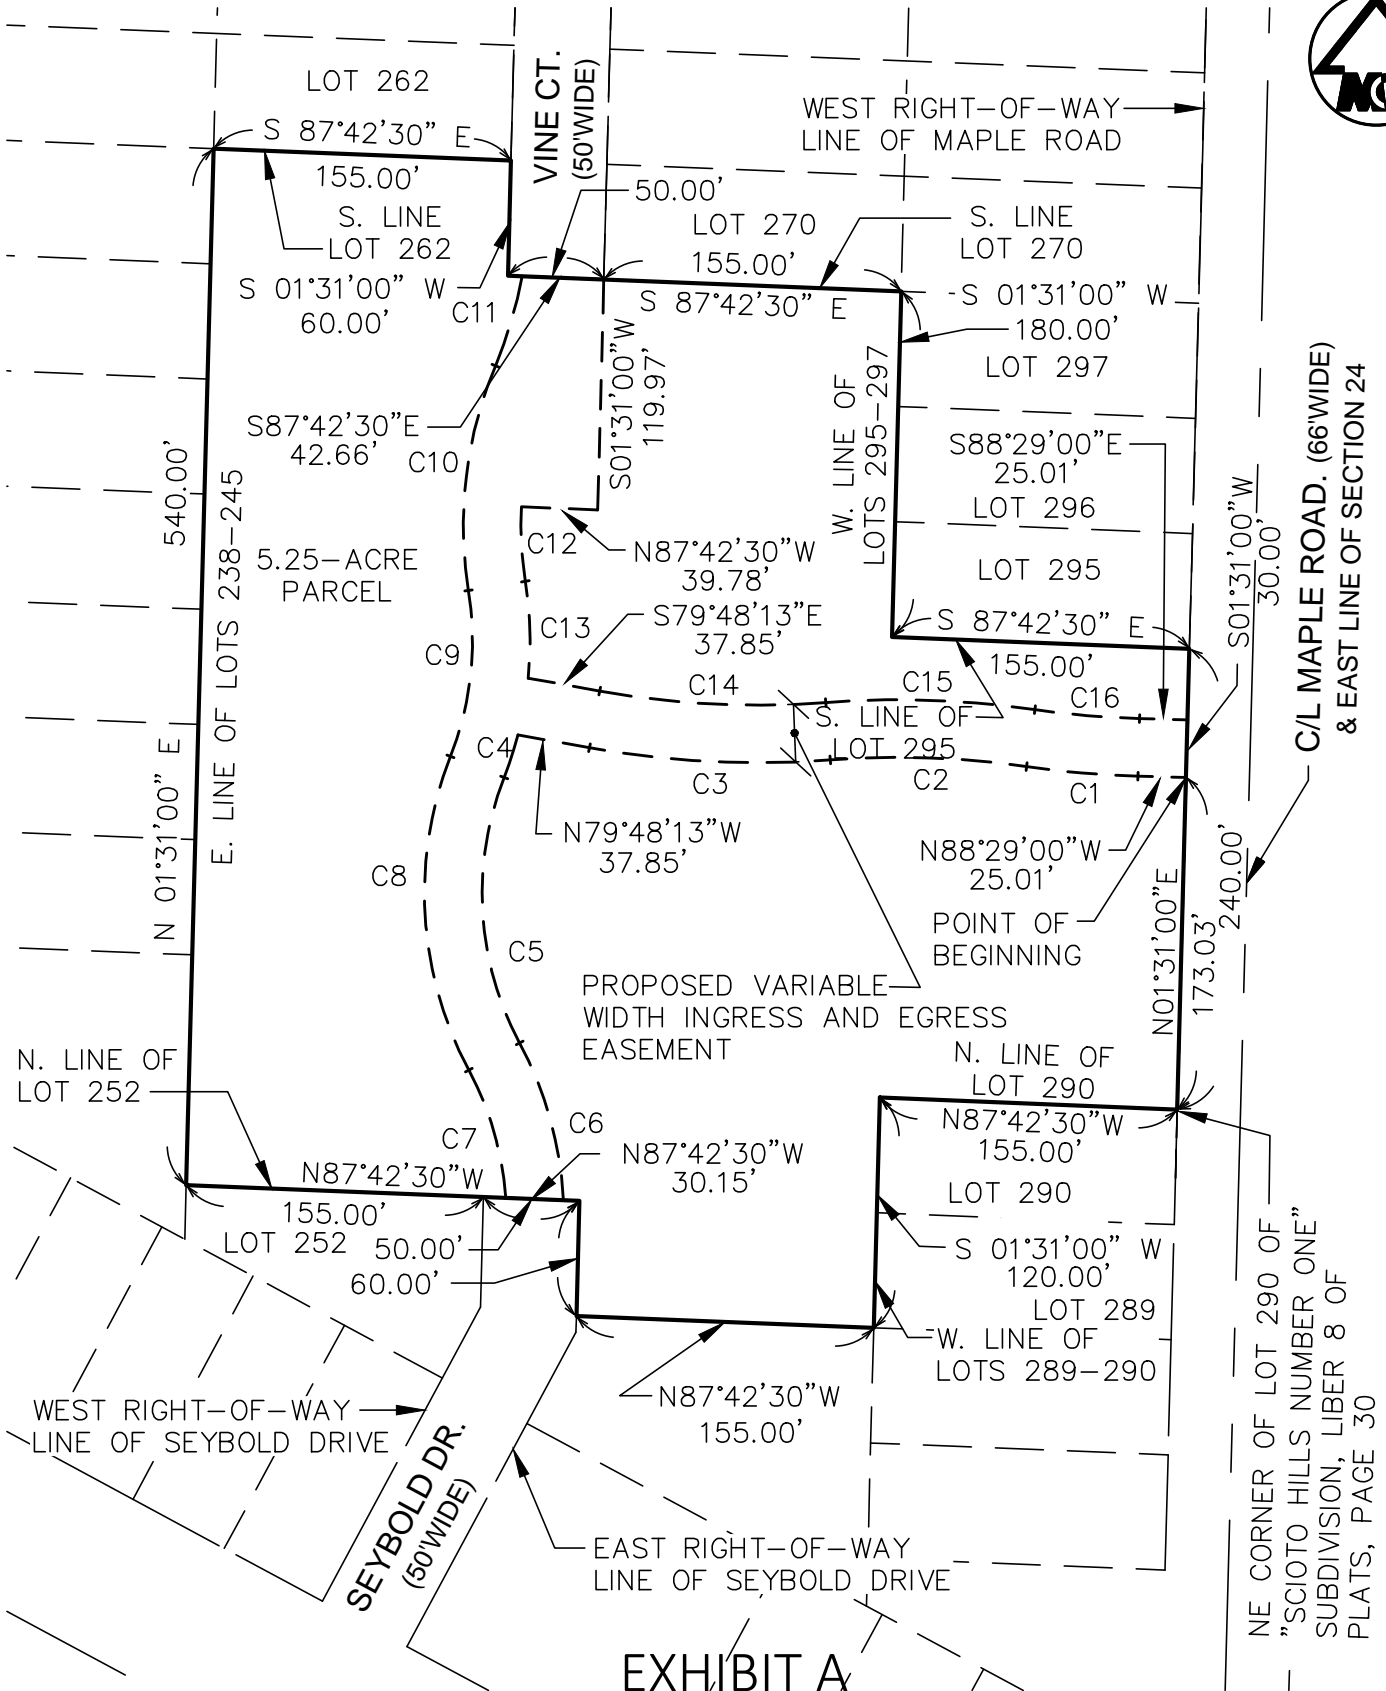 LOT 262
VINE CT.
(50'WIDE)
WEST RIGHT-OF-WAY
LINE OF MAPLE ROAD
S 87°42'30" E
155.00'
S. LINE
LOT 262
50.00'
LOT 270
155.00'
S. LINE
LOT 270
S 01°31'00" W
60.00'
C11
S 87°42'30" E
S 01°31'00" W
180.00'
LOT 297
S01°31'00"W
119.97'
W. LINE OF
LOTS 295-297
S87°42'30"E
42.66'
C10
S88°29'00"E
25.01'
LOT 296
S01°31'00"W
30.00'
C/L MAPLE ROAD. (66'WIDE)
& EAST LINE OF SECTION 24
540.00'
E. LINE OF LOTS 238-245
N 01°31'00" E
5.25-ACRE
PARCEL
C12
N87°42'30"W
39.78'
LOT 295
S79°48'13"E
37.85'
C13
S 87°42'30" E
155.00'
C9
C14
C15
C16
S. LINE OF
LOT 295
C4
C3
C2
C1
N79°48'13"W
37.85'
N88°29'00"W
25.01'
C8
240.00'
POINT OF
BEGINNING
N01°31'00"E
173.03'
C5
PROPOSED VARIABLE
WIDTH INGRESS AND EGRESS
EASEMENT
N. LINE OF
LOT 252
N. LINE OF
LOT 290
C7
C6
N87°42'30"W
155.00'
N87°42'30"W
30.15'
N87°42'30"W
155.00'
LOT 290
LOT 252
50.00'
60.00'
S 01°31'00" W
120.00'
LOT 289
W. LINE OF
LOTS 289-290
N87°42'30"W
155.00'
WEST RIGHT-OF-WAY
LINE OF SEYBOLD DRIVE
SEYBOLD DR.
(50'WIDE)
EAST RIGHT-OF-WAY
LINE OF SEYBOLD DRIVE
NE CORNER OF LOT 290 OF
"SCIOTO HILLS NUMBER ONE"
SUBDIVISION, LIBER 8 OF
PLATS, PAGE 30
EXHIBIT A